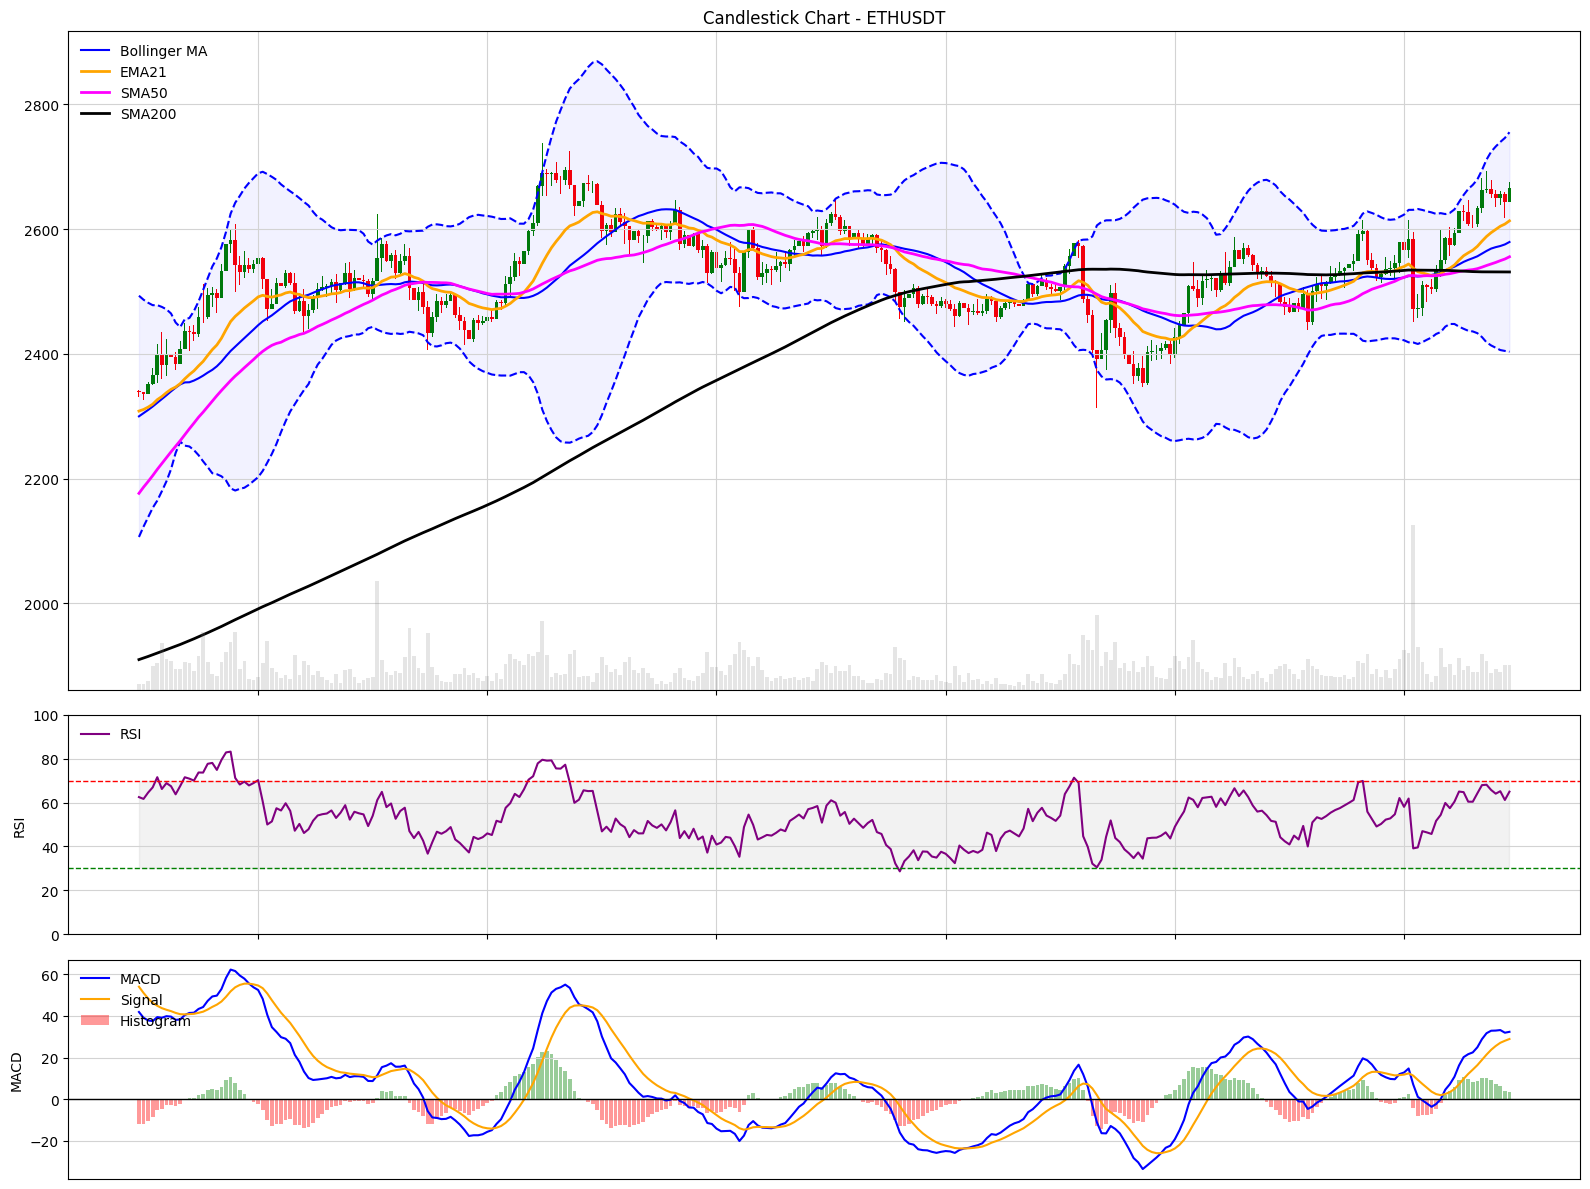 Candlestick Chart - ETHUSDT
Bollinger MA
EMA21
SMA50
SMA200
2800
2600
2400
2200
2000
RSI
100
80
60
40
20
0
RSI
MACD
Signal
Histogram
60
40
20
0
−20
MACD